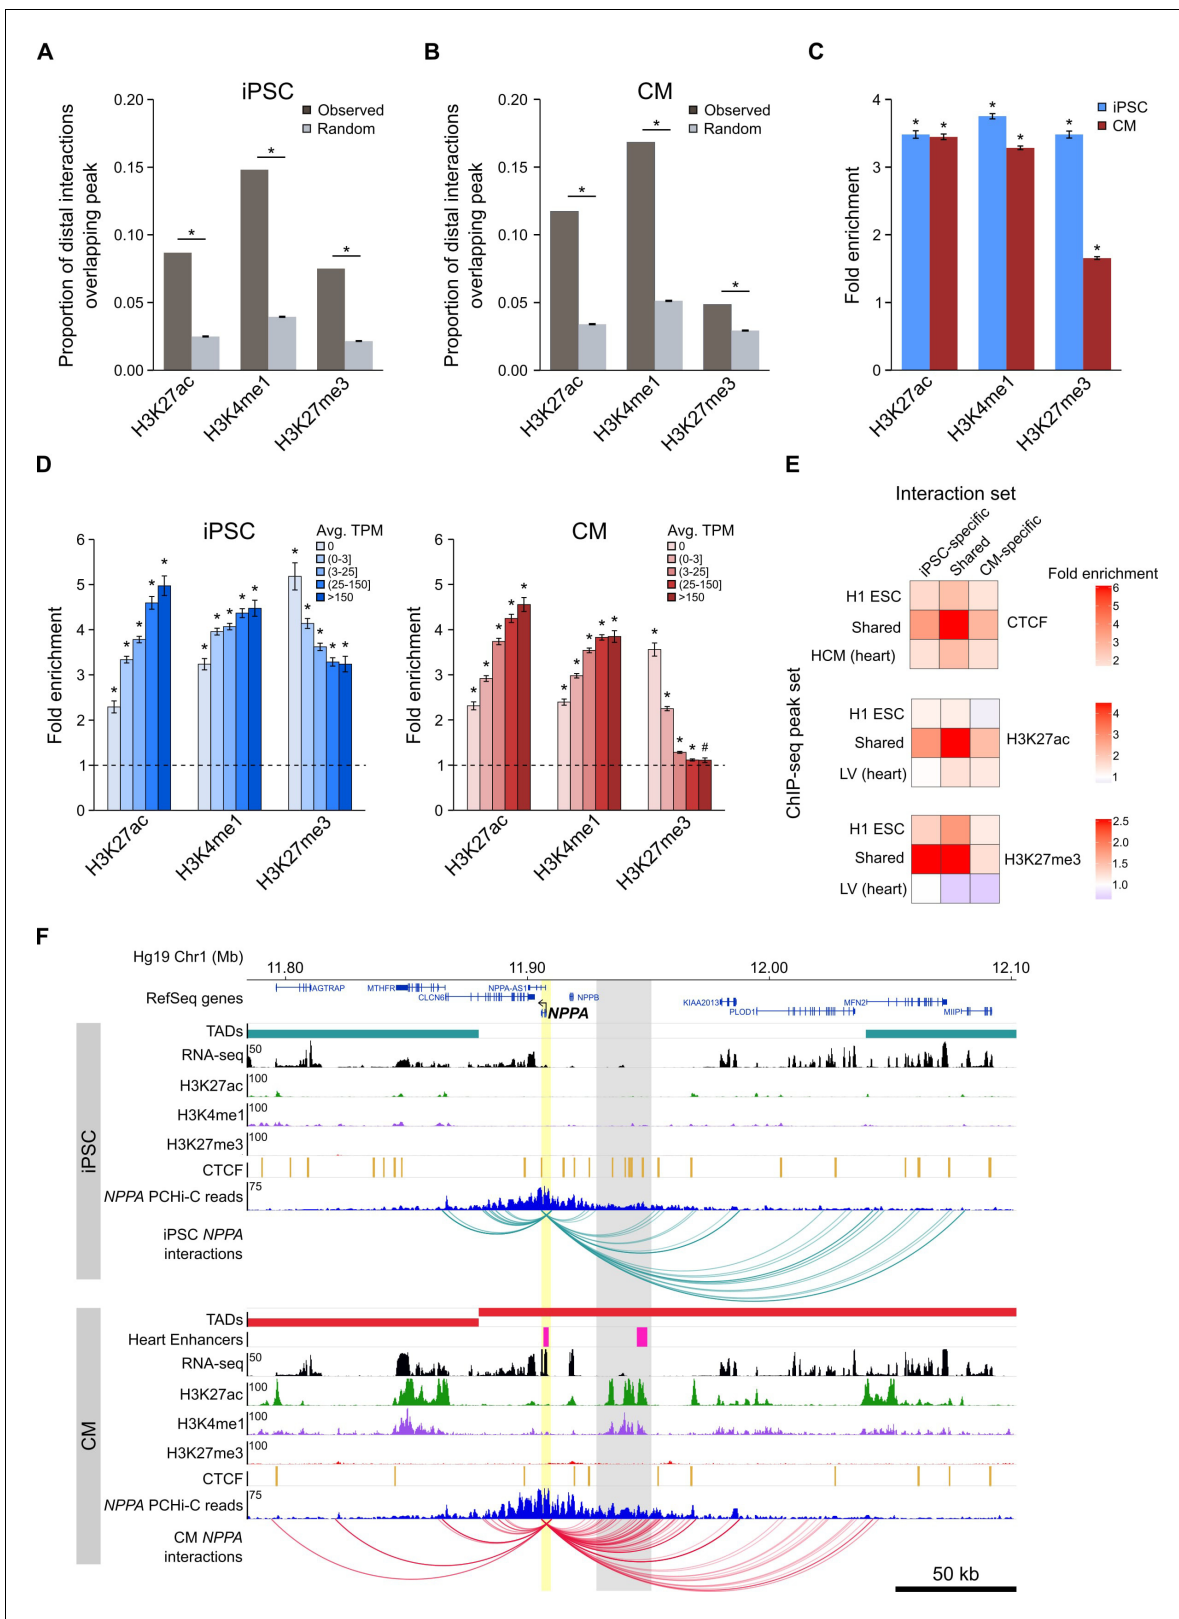 A
iPSC
Observed
Random
Proportion of distal interactions
overlapping peak
0.20
0.15
0.10
0.05
0.00
*
*
*
H3K27ac
H3K4me1
H3K27me3
B
CM
Observed
Random
Proportion of distal interactions
overlapping peak
0.20
0.15
0.10
0.05
0.00
*
*
*
H3K27ac
H3K4me1
H3K27me3
C
iPSC
CM
Fold enrichment
4
3
2
1
0
* * * * * *
H3K27ac
H3K4me1
H3K27me3
D
iPSC
Avg. TPM
0
(0-3]
(3-25]
(25-150]
>150
Fold enrichment
6
5
4
3
2
1
0
* * * * * * * * * * * * * * *
H3K27ac
H3K4me1
H3K27me3
CM
Avg. TPM
0
(0-3]
(3-25]
(25-150]
>150
Fold enrichment
6
5
4
3
2
1
0
* * * * * * * * * * * * * * #
H3K27ac
H3K4me1
H3K27me3
E
Interaction set
iPSC-specific
Shared
CM-specific
Fold enrichment
ChIP-seq peak set
H1 ESC
Shared
HCM (heart)
CTCF
6
5
4
3
2
H1 ESC
Shared
LV (heart)
H3K27ac
4
3
2
1
H1 ESC
Shared
LV (heart)
H3K27me3
2.5
2.0
1.5
1.0
F
Hg19 Chr1 (Mb)
11.80 11.90 12.00 12.10
RefSeq genes
AGTRAP MTHFR CLCN6 NPPA-AS1 NPPB KIAA2013 PLOD1 MFN2 MIIP
NPPA
iPSC
TADs
RNA-seq 50
H3K27ac 100
H3K4me1 100
H3K27me3 100
CTCF
NPPA PCHi-C reads 75
iPSC NPPA
interactions
CM
TADs
Heart Enhancers
RNA-seq 50
H3K27ac 100
H3K4me1 100
H3K27me3 100
CTCF
NPPA PCHi-C reads 75
CM NPPA
interactions
50 kb